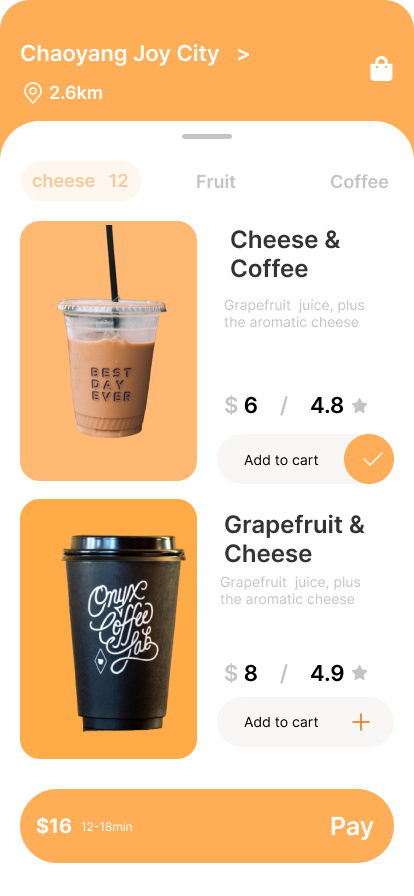 Chaoyang Joy City >
2.6km
cheese 12 Fruit Coffee
BEST
DAY
EVER
Cheese &
Coffee
Grapefruit juice, plus
the aromatic cheese
$ 6 / 4.8
Add to cart
Onyx
Coffee
Lab
Grapefruit &
Cheese
Grapefruit juice, plus
the aromatic cheese
$ 8 / 4.9
Add to cart
$16 12-18min Pay